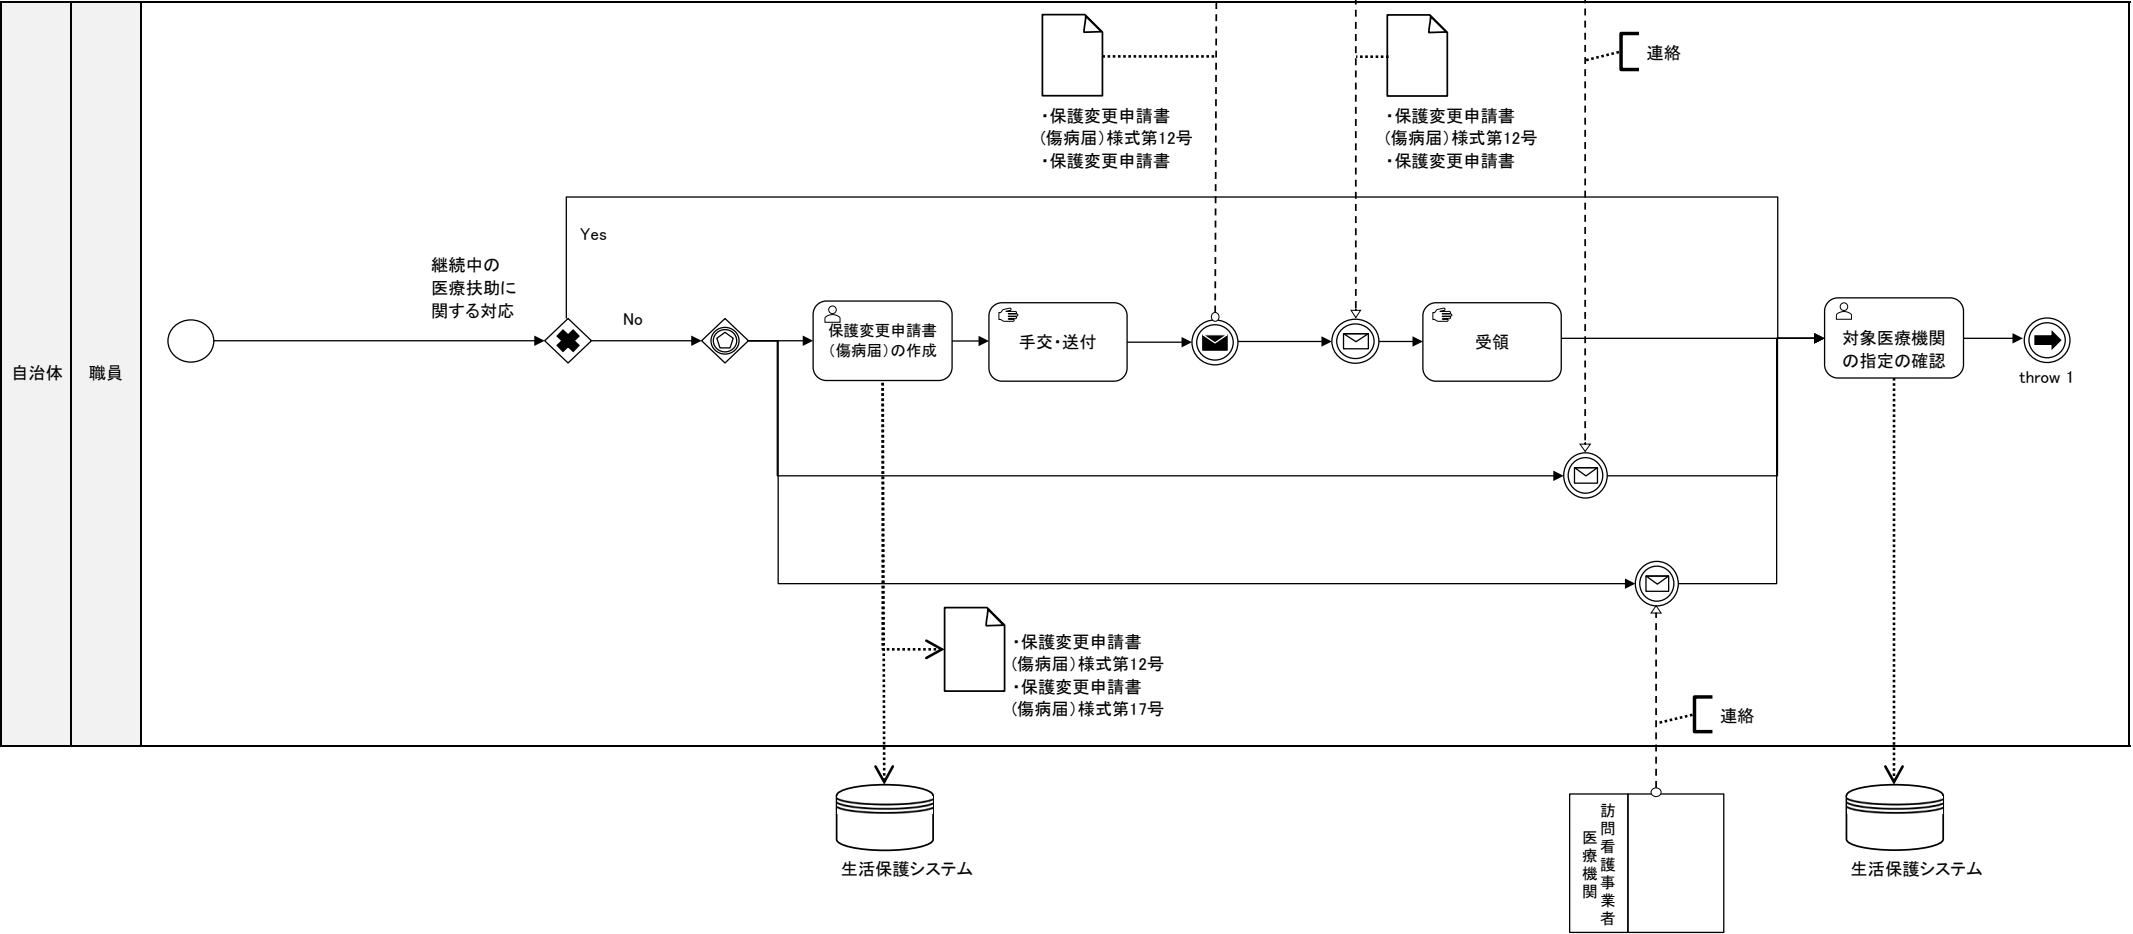 自治体
職員
・保護変更申請書
(傷病届)様式第12号
・保護変更申請書
・保護変更申請書
(傷病届)様式第12号
・保護変更申請書
連絡
継続中の
医療扶助に
関する対応
Yes
No
保護変更申請書
(傷病届)の作成
手交・送付
受領
対象医療機関
の指定の確認
throw 1
・保護変更申請書
(傷病届)様式第12号
・保護変更申請書
(傷病届)様式第17号
連絡
生活保護システム
訪問看護事業者
医療機関
生活保護システム